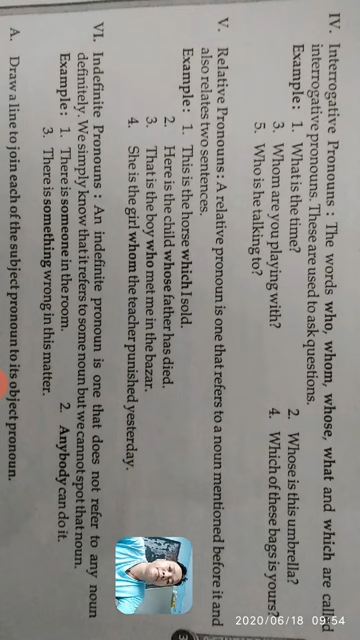 IV. Interrogative Pronouns : The words who, whom, whose, what and which are called
interrogative pronouns. These are used to ask questions.
Example : 1. What is the time? 2. Whose is this umbrella?
3. Whom are you playing with? 4. Which of these bags is yours?
5. Who is he talking to?
V. Relative Pronouns : A relative pronoun is one that refers to a noun mentioned before it and
also relates two sentences.
Example : 1. This is the horse which I sold.
2. Here is the child whose father has died.
3. That is the boy who met me in the bazar.
4. She is the girl whom the teacher punished yesterday.
VI. Indefinite Pronouns : An indefinite pronoun is one that does not refer to any noun
definitely. We simply know that it refers to some noun but we cannot spot that noun.
Example : 1. There is someone in the room. 2. Anybody can do it.
3. There is something wrong in this matter.
A. Draw a line to join each of the subject pronoun to its object pronoun.
2020/06/18 09:54